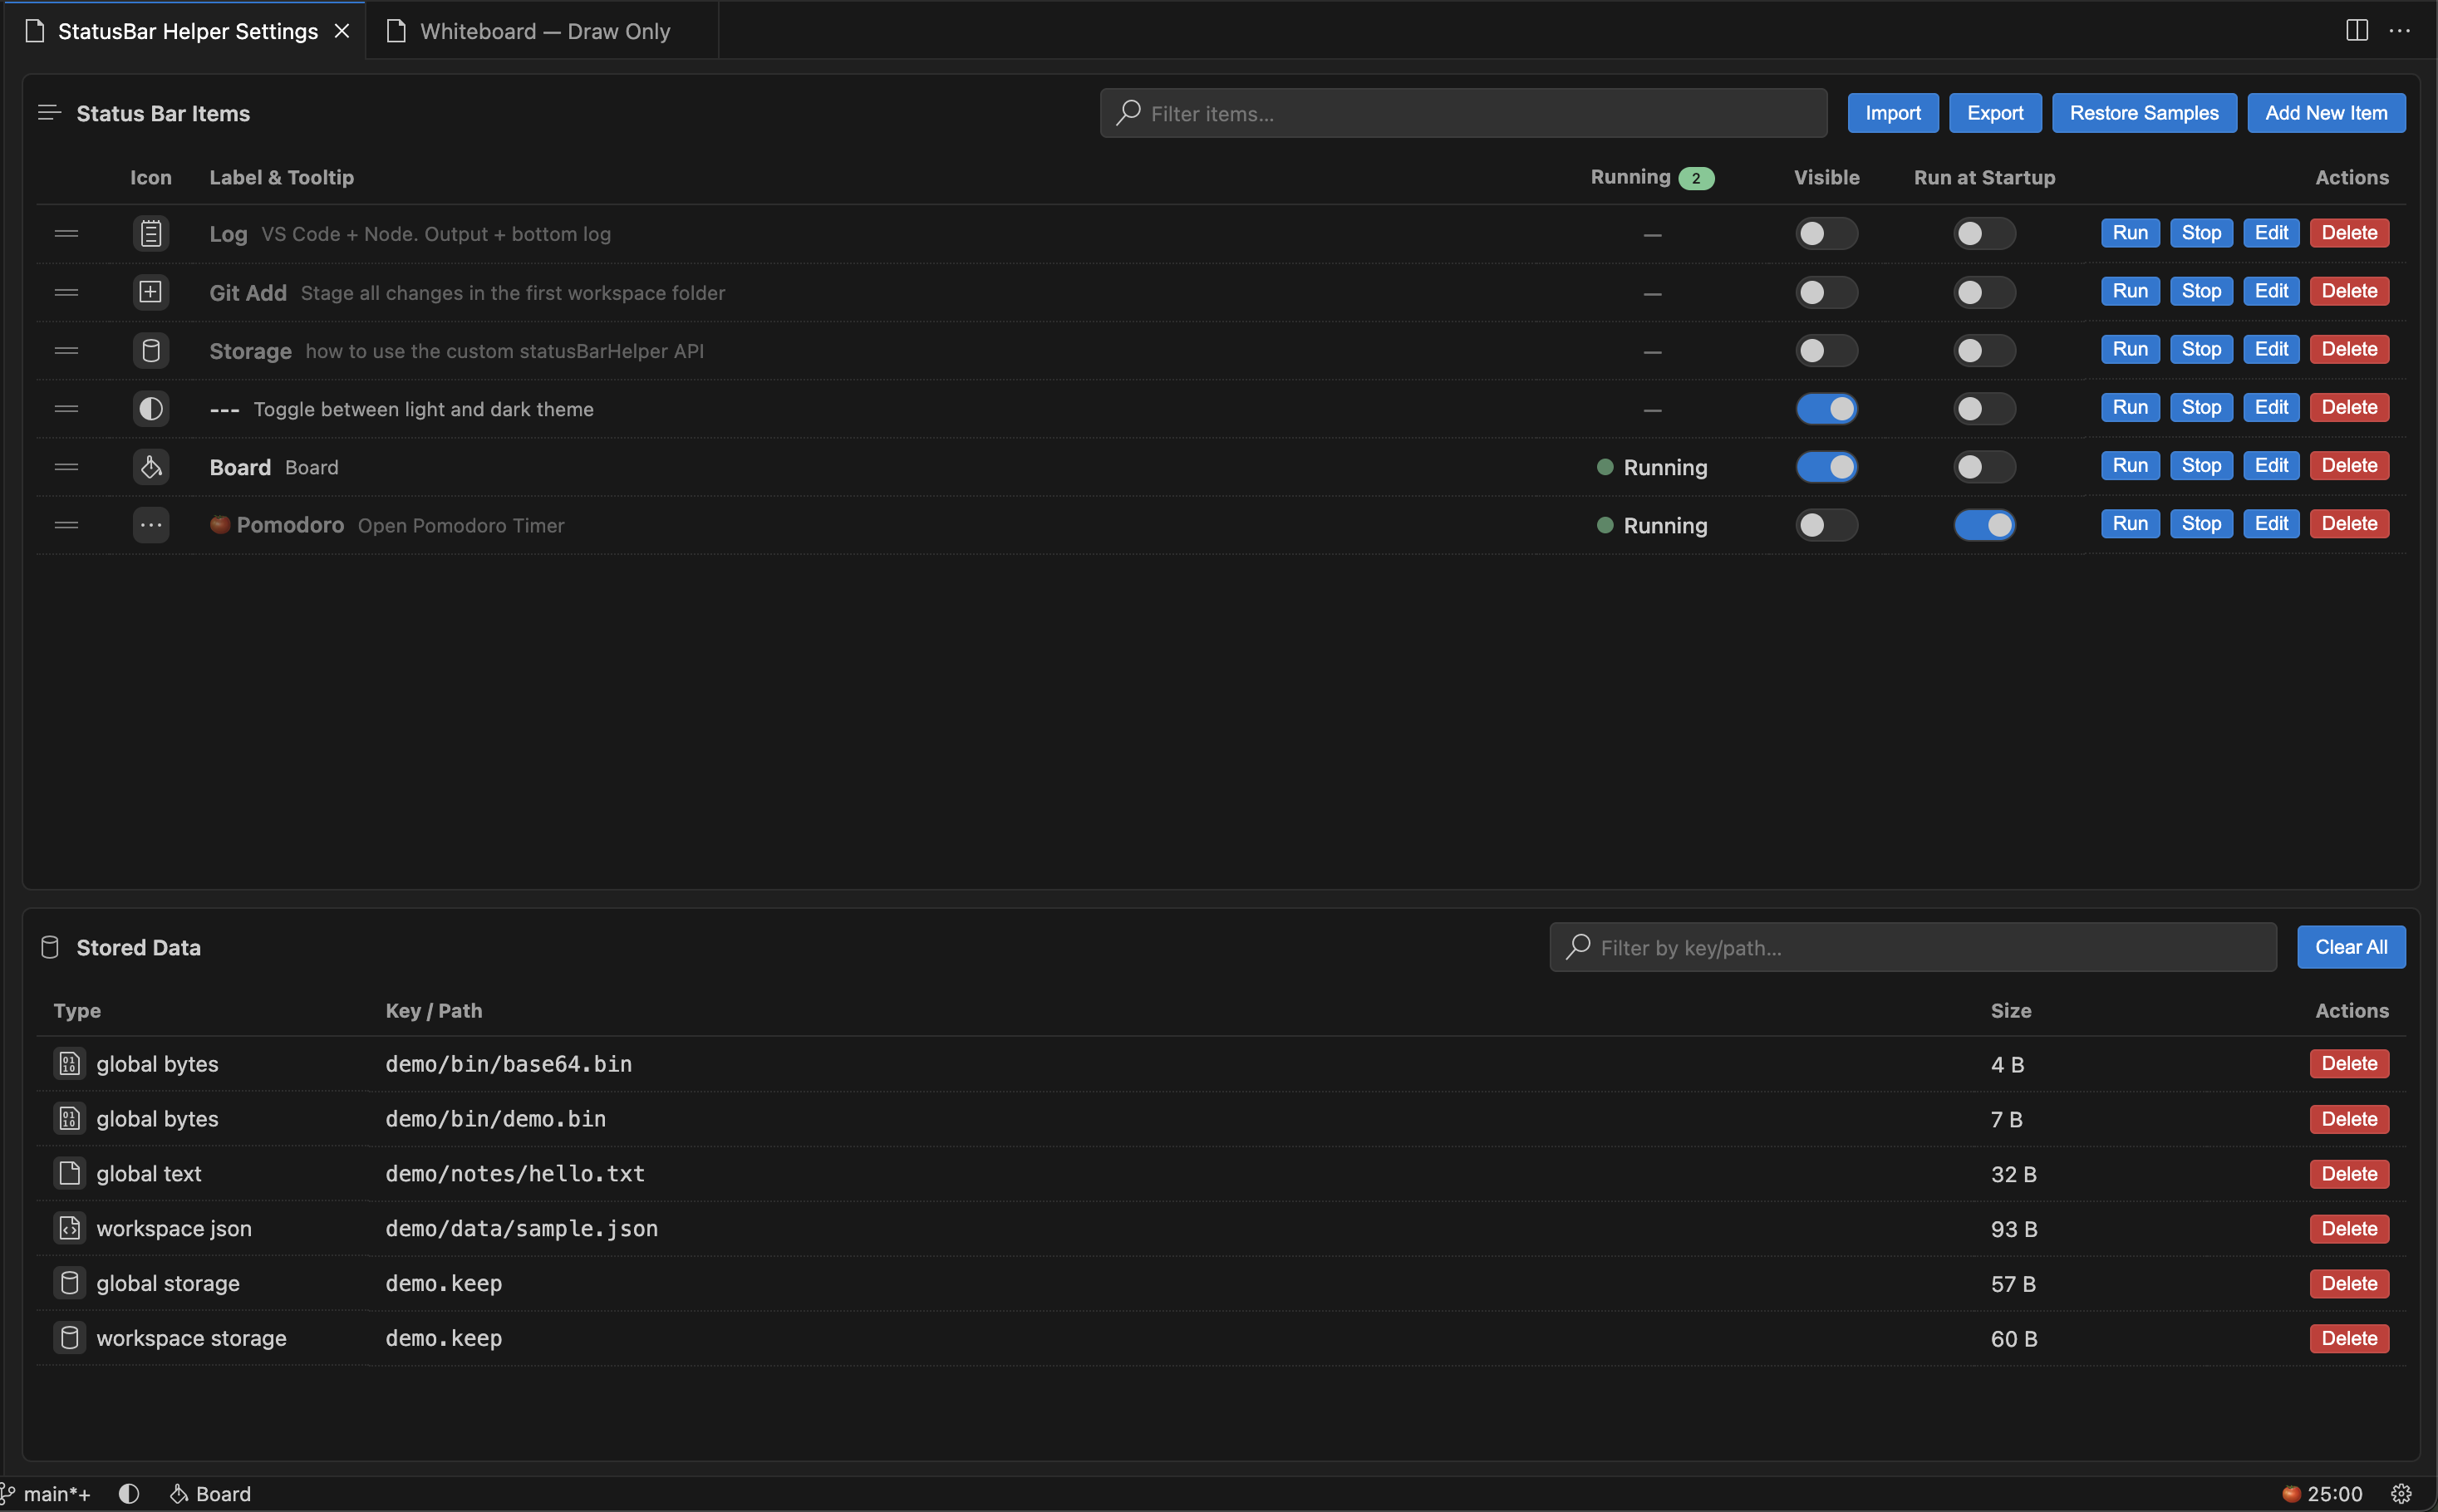 StatusBar Helper Settings
Whiteboard — Draw Only
Status Bar Items
Filter items...
Import
Export
Restore Samples
Add New Item
Icon Label & Tooltip Running 2 Visible Run at Startup Actions
Log VS Code + Node. Output + bottom log — Run Stop Edit Delete
Git Add Stage all changes in the first workspace folder — Run Stop Edit Delete
Storage how to use the custom statusBarHelper API — Run Stop Edit Delete
--- Toggle between light and dark theme — Run Stop Edit Delete
Board Board Running Run Stop Edit Delete
🍅 Pomodoro Open Pomodoro Timer Running Run Stop Edit Delete
Stored Data
Filter by key/path...
Clear All
Type Key / Path Size Actions
global bytes demo/bin/base64.bin 4 B Delete
global bytes demo/bin/demo.bin 7 B Delete
global text demo/notes/hello.txt 32 B Delete
workspace json demo/data/sample.json 93 B Delete
global storage demo.keep 57 B Delete
workspace storage demo.keep 60 B Delete
main*+ Board 🍅 25:00